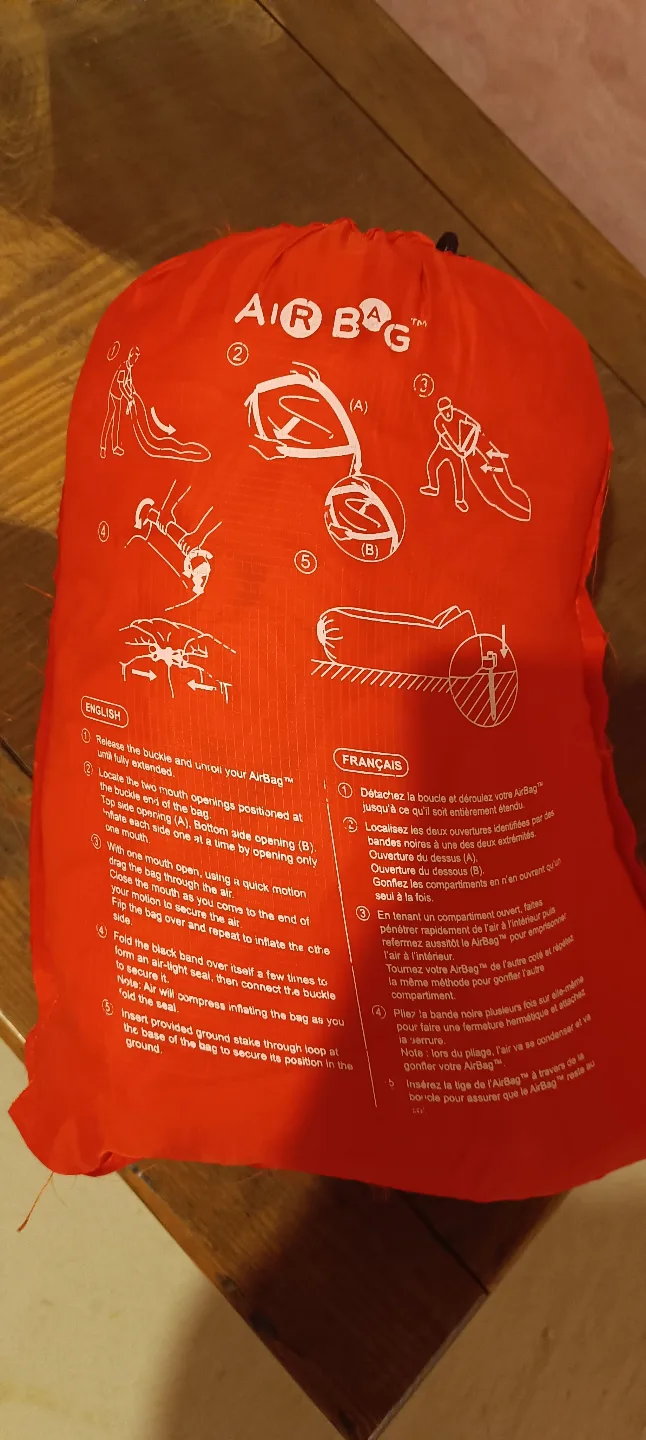 AIR BAG™
1
2
(A)
3
4
5
(B)
ENGLISH
1 Release the buckle and unroll your AirBag™
until fully extended.
2 Locate the two mouth openings positioned at
the buckle end of the bag.
Top side opening (A), Bottom side opening (B).
Inflate each side one at a time by opening only
one mouth.
3 With one mouth open, using a quick motion
drag the bag through the air.
Close the mouth as you come to the end of
your motion to secure the air.
Flip the bag over and repeat to inflate the othe
side.
4 Fold the black band over itself a few times to
form an air-tight seal, then connect the buckle
to secure it.
Note: Air will compress inflating the bag as you
fold the seal.
5 Insert provided ground stake through loop at
the base of the bag to secure its position in the
ground.
FRANÇAIS
1 Détachez la boucle et déroulez votre AirBag™
jusqu'à ce qu'il soit entièrement étendu.
2 Localisez les deux ouvertures identifiées par des
bandes noires à une des deux extrémités.
Ouverture du dessus (A),
Ouverture du dessous (B).
Gonflez les compartiments en n'en ouvrant qu'un
seul à la fois.
3 En tenant un compartiment ouvert, faites
pénétrer rapidement de l'air à l'intérieur puis
refermez aussitôt le AirBag™ pour emprisonner
l'air à l'intérieur.
Tournez votre AirBag™ de l'autre coté et répétez
la même méthode pour gonfler l'autre
compartiment.
4 Pliez la bande noire plusieurs fois sur elle-même
pour faire une fermeture hermétique et attachez
la serrure.
Note : lors du pliage, l'air va se condenser et va
gonfler votre AirBag™.
5 Insérez la tige de l'AirBag™ à travers de la
boucle pour assurer que le AirBag™ reste au